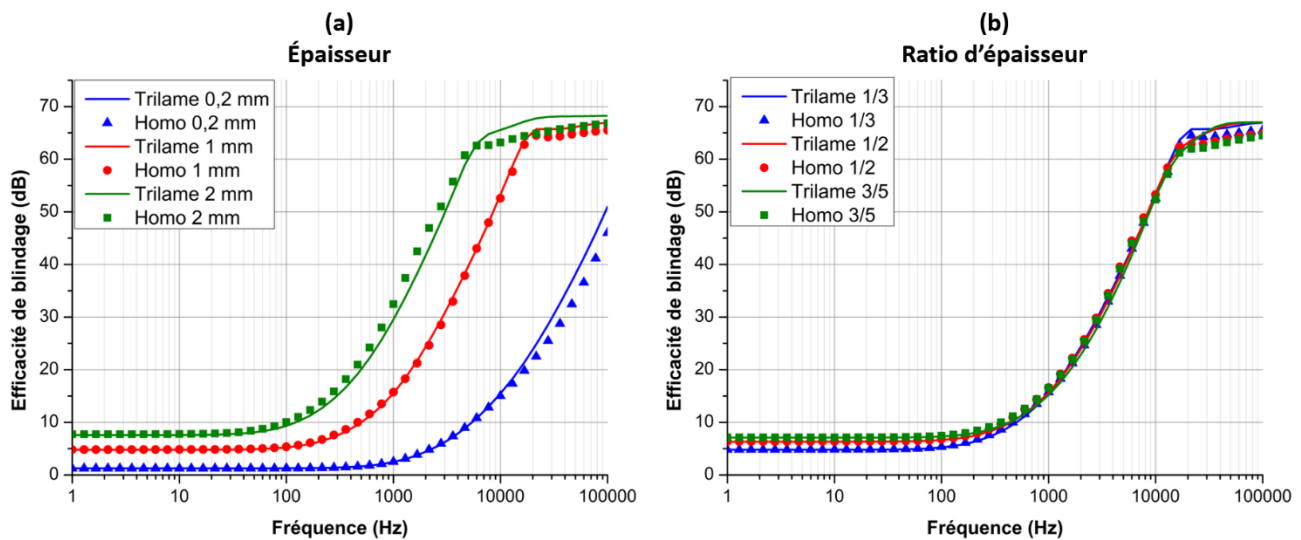 (a)
Épaisseur
Efficacité de blindage (dB)
70
60
50
40
30
20
10
0
Trilame 0,2 mm
Homo 0,2 mm
Trilame 1 mm
Homo 1 mm
Trilame 2 mm
Homo 2 mm
1
10
100
1000
10000
100000
Fréquence (Hz)
(b)
Ratio d'épaisseur
Efficacité de blindage (dB)
70
60
50
40
30
20
10
0
Trilame 1/3
Homo 1/3
Trilame 1/2
Homo 1/2
Trilame 3/5
Homo 3/5
1
10
100
1000
10000
100000
Fréquence (Hz)